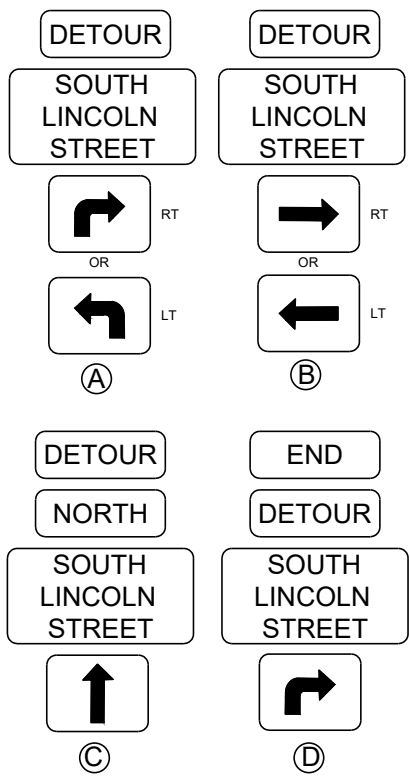 DETOUR
SOUTH
LINCOLN
STREET
RT
OR
LT
A
DETOUR
SOUTH
LINCOLN
STREET
RT
OR
LT
B
DETOUR
NORTH
SOUTH
LINCOLN
STREET
C
END
DETOUR
SOUTH
LINCOLN
STREET
D